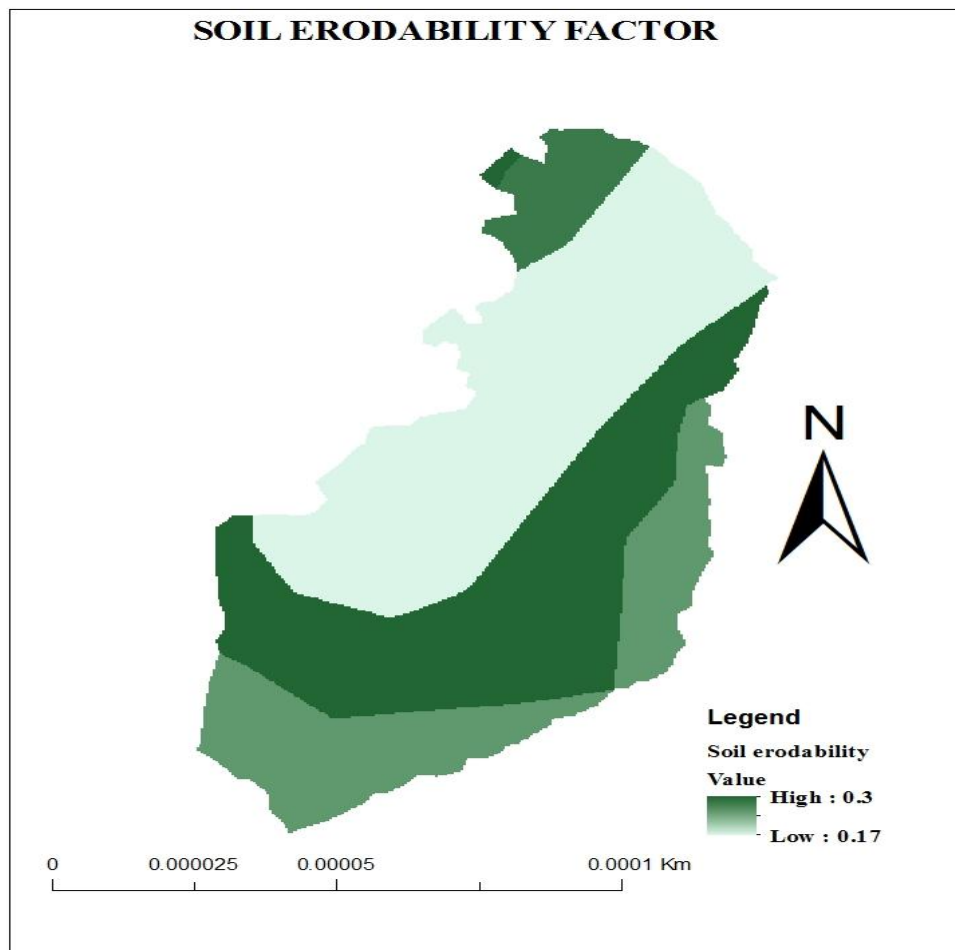 SOIL ERODABILITY FACTOR
N
Legend
Soil erodability
Value
High : 0.3
Low : 0.17
0 0.000025 0.00005 0.0001 Km